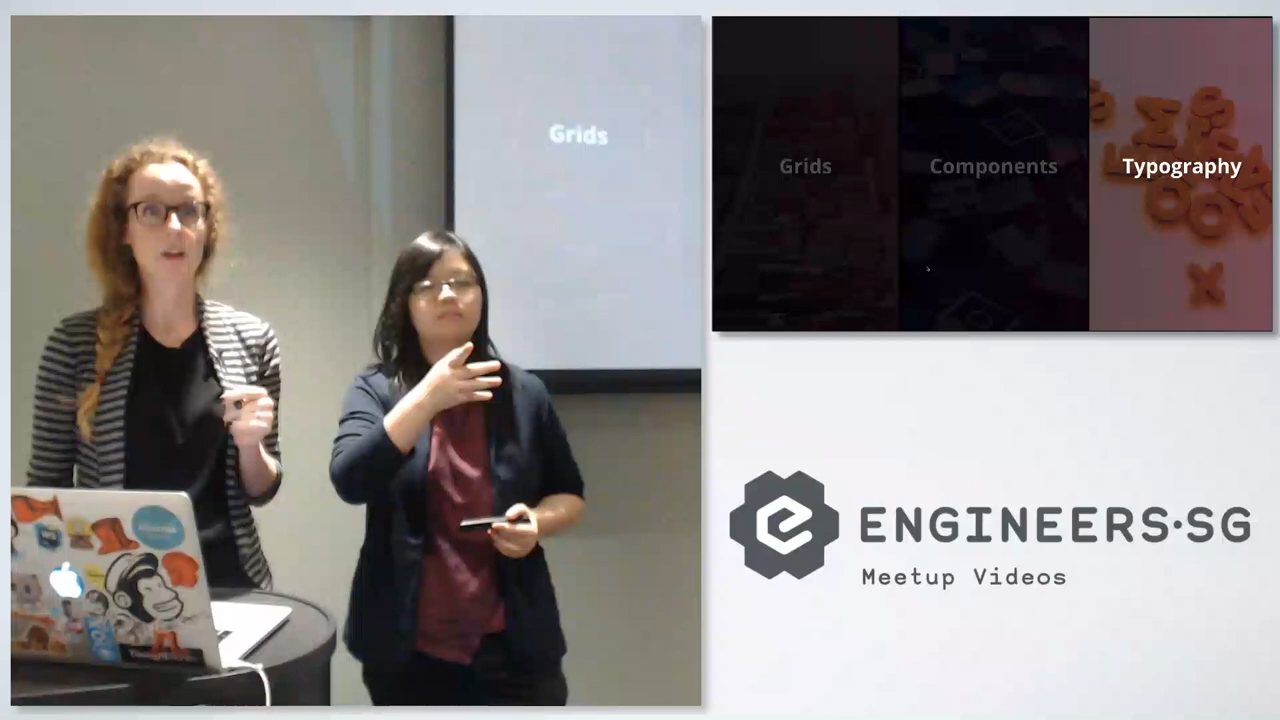 Grids
Grids
Components
Typography
ENGINEERS·SG
Meetup Videos